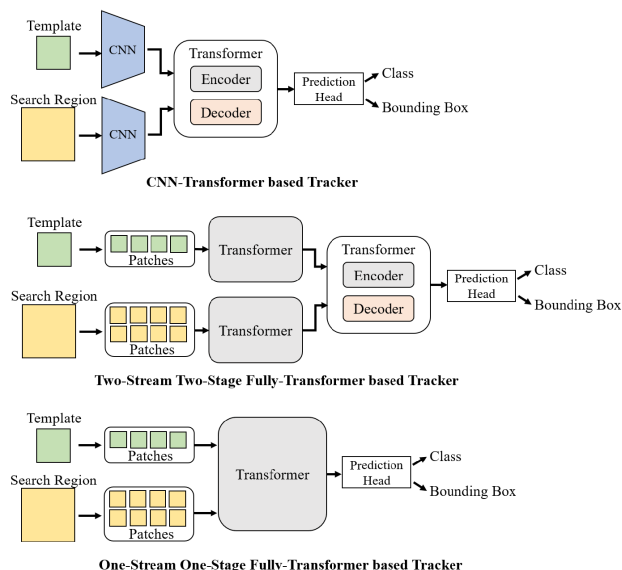 Template
CNN
Transformer
Encoder
Decoder
Search Region
CNN
Prediction
Head
Class
Bounding Box
CNN-Transformer based Tracker
Template
Patches
Transformer
Search Region
Patches
Transformer
Transformer
Encoder
Decoder
Prediction
Head
Class
Bounding Box
Two-Stream Two-Stage Fully-Transformer based Tracker
Template
Patches
Search Region
Patches
Transformer
Prediction
Head
Class
Bounding Box
One-Stream One-Stage Fully-Transformer based Tracker